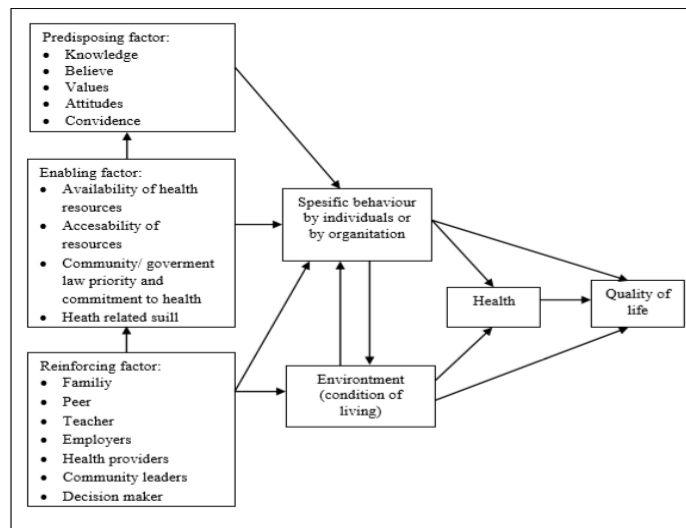 Predisposing factor:
• Knowledge
• Believe
• Values
• Attitudes
• Convidence
Enabling factor:
• Availability of health
resources
• Accesability of
resources
• Community/ goverment
law priority and
commitment to health
• Heath related suill
Reinforcing factor:
• Familiy
• Peer
• Teacher
• Employers
• Health providers
• Community leaders
• Decision maker
Spesific behaviour
by individuals or
by organitation
Environtment
(condition of
living)
Health
Quality of
life